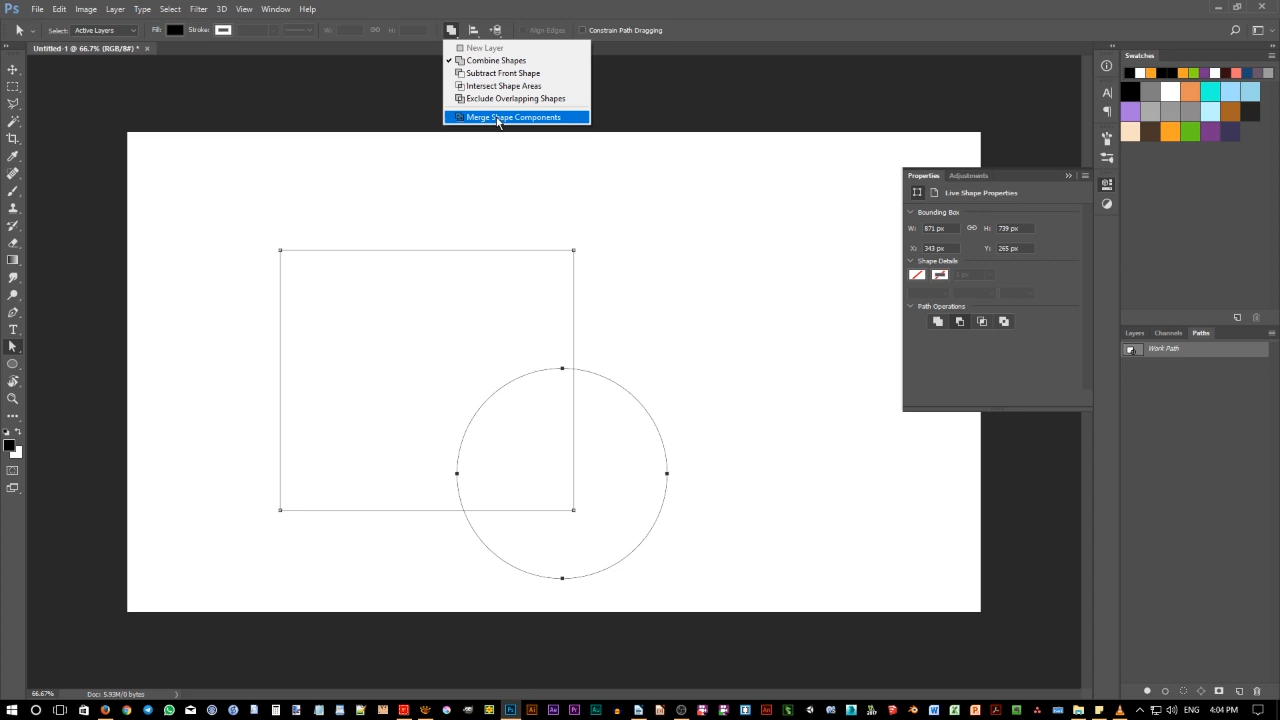 Ps File Edit Image Layer Type Select Filter 3D View Window Help
Select: Active Layers Fill: Stroke: W: H: Align Edges Constrain Path Dragging
Untitled-1 @ 66.7% (RGB/8#) * ×
New Layer
Combine Shapes
Subtract Front Shape
Intersect Shape Areas
Exclude Overlapping Shapes
Merge Shape Components
Swatches
Properties Adjustments
Live Shape Properties
Bounding Box
W: 871 px H: 739 px
X: 343 px Y: 265 px
Shape Details
1 px
Path Operations
Layers Channels Paths
Work Path
66.67% Doc: 5.93M/0 bytes
ENG 4:04 PM